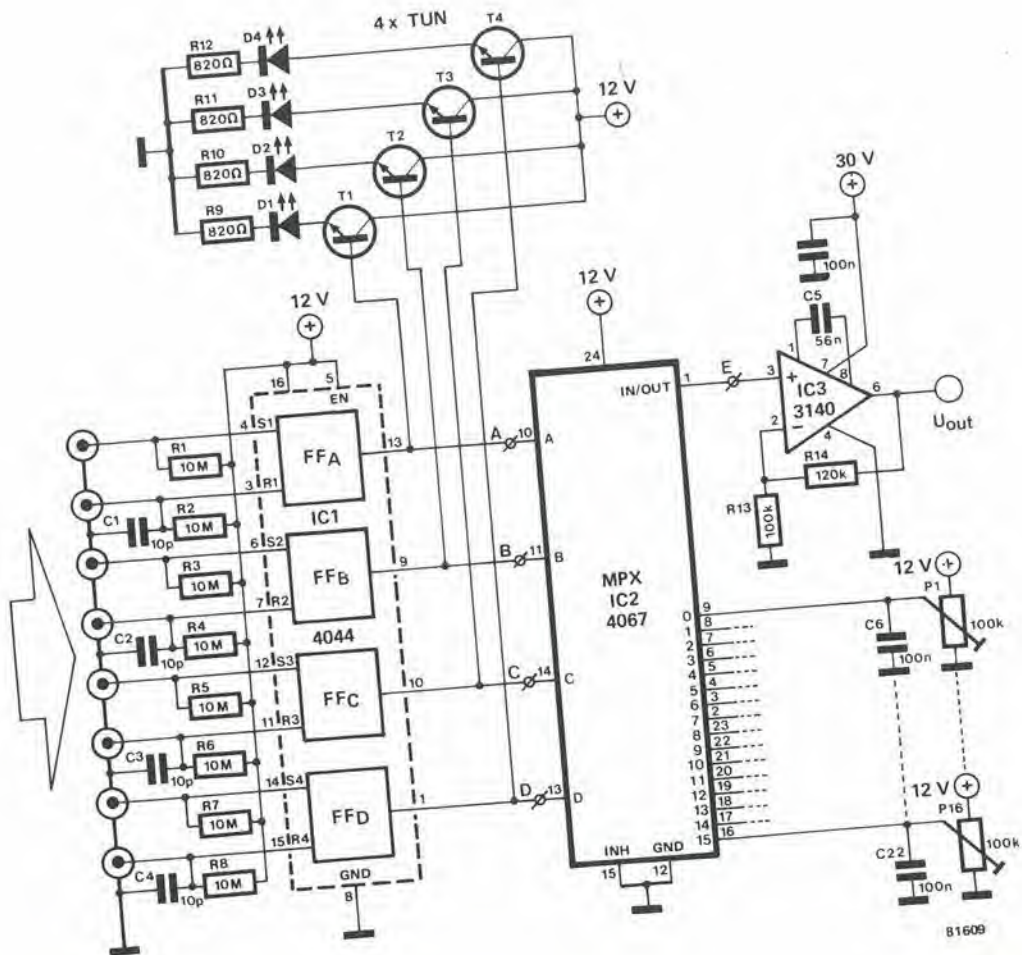 4 x TUN
T4
R12
820Ω
D4
T3
R11
820Ω
D3
12 V
+
T2
R10
820Ω
D2
T1
R9
820Ω
D1
30 V
+
100n
12 V
+
12 V
+
C5
56n
16
5
EN
24
1
7
8
E
3
+
IC3
3140
6
IN/OUT
1
2
−
4
Uout
4
S1
FFA
13
A
10
A
R1
10M
R14
120k
3
R1
R13
100k
C1
10p
R2
10M
IC1
6
S2
FFB
9
B
11
B
R3
10M
MPX
IC2
4067
12 V
+
P1
100k
7
R2
C2
10p
R4
10M
4044
0
9
1
8
2
7
3
6
4
5
5
4
6
3
7
2
8
23
9
22
10
21
11
20
12
19
13
18
14
17
15
16
C6
100n
12
S3
FFC
10
C
14
C
R5
10M
11
R3
C3
10p
R6
10M
14
S4
FFD
1
D
13
D
R7
10M
12 V
+
P16
100k
15
R4
C4
10p
R8
10M
GND
8
INH
15
GND
12
C22
100n
81609